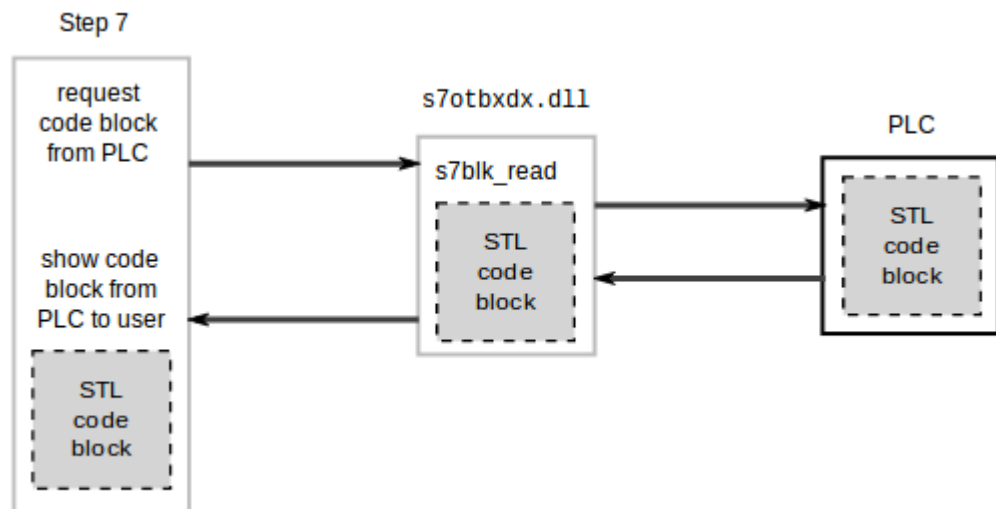 Step 7
request
code block
from PLC
show code
block from
PLC to user
STL
code
block
s7otbxdx.dll
s7blk_read
STL
code
block
PLC
STL
code
block